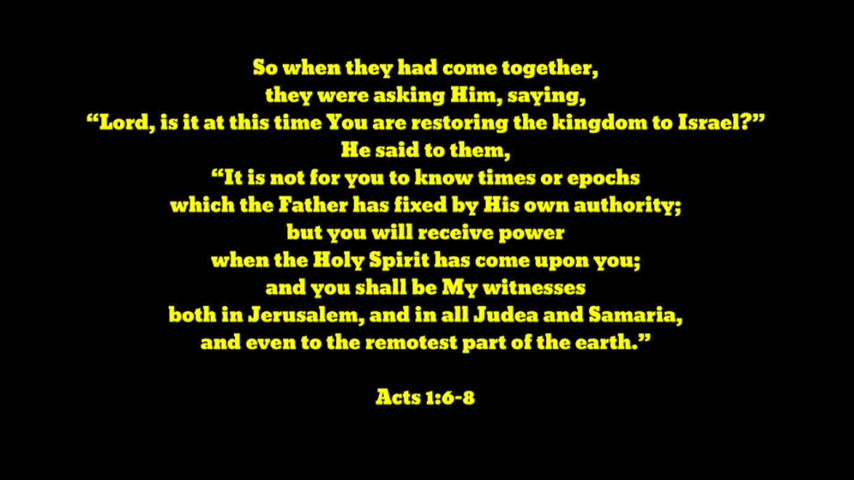 So when they had come together,
they were asking Him, saying,
“Lord, is it at this time You are restoring the kingdom to Israel?”
He said to them,
“It is not for you to know times or epochs
which the Father has fixed by His own authority;
but you will receive power
when the Holy Spirit has come upon you;
and you shall be My witnesses
both in Jerusalem, and in all Judea and Samaria,
and even to the remotest part of the earth.”
Acts 1:6-8